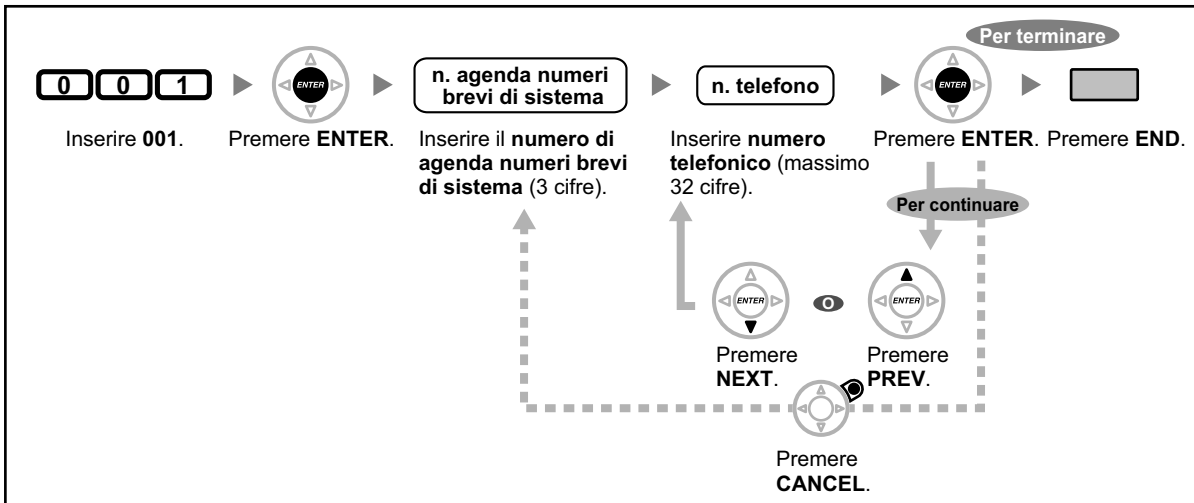 Per terminare
0 0 1
ENTER
n. agenda numeri
brevi di sistema
n. telefono
ENTER
Inserire 001.
Premere ENTER.
Inserire il numero di
agenda numeri brevi
di sistema (3 cifre).
Inserire numero
telefonico (massimo
32 cifre).
Premere ENTER.
Premere END.
Per continuare
ENTER
O
ENTER
Premere
NEXT.
Premere
PREV.
Premere
CANCEL.